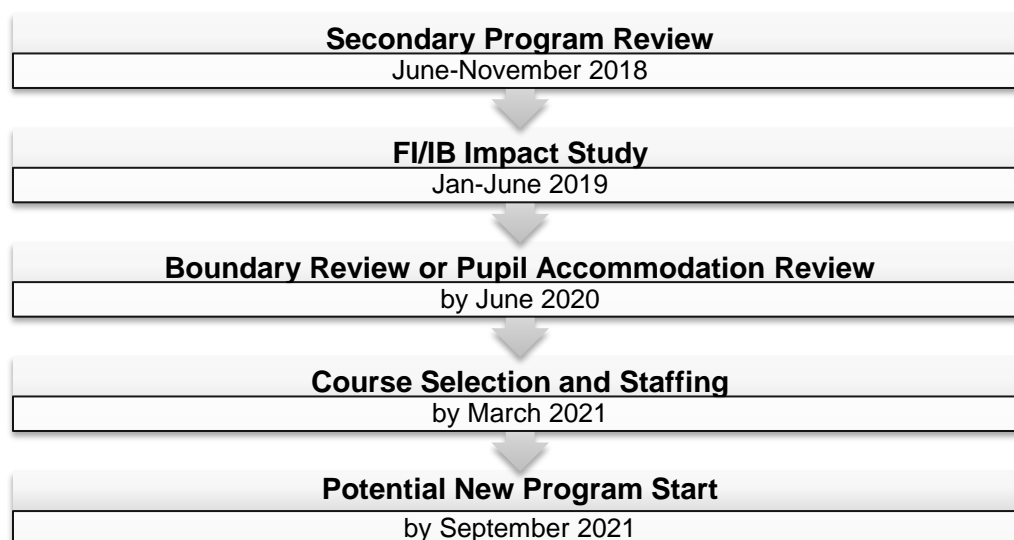 Secondary Program Review
June-November 2018
FI/IB Impact Study
Jan-June 2019
Boundary Review or Pupil Accommodation Review
by June 2020
Course Selection and Staffing
by March 2021
Potential New Program Start
by September 2021